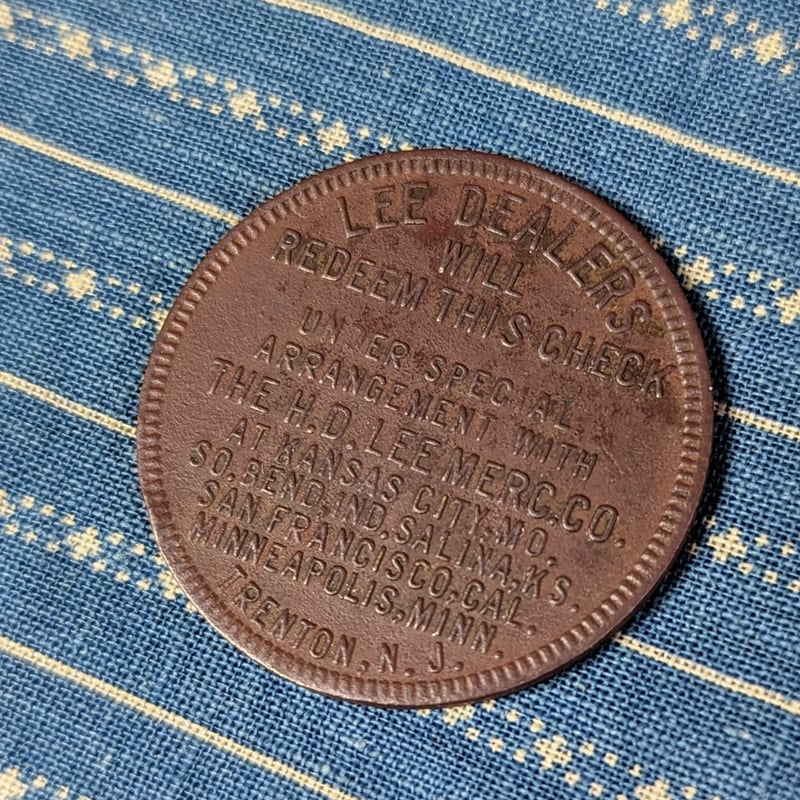 LEE DEALERS
WILL
REDEEM THIS CHECK
UNDER SPECIAL
ARRANGEMENT WITH
THE H.D. LEE MERC.CO.
AT KANSAS CITY,MO.
SO.BEND,IND.SALINA,KS.
SAN FRANCISCO,CAL.
MINNEAPOLIS,MINN.
TRENTON, N. J.